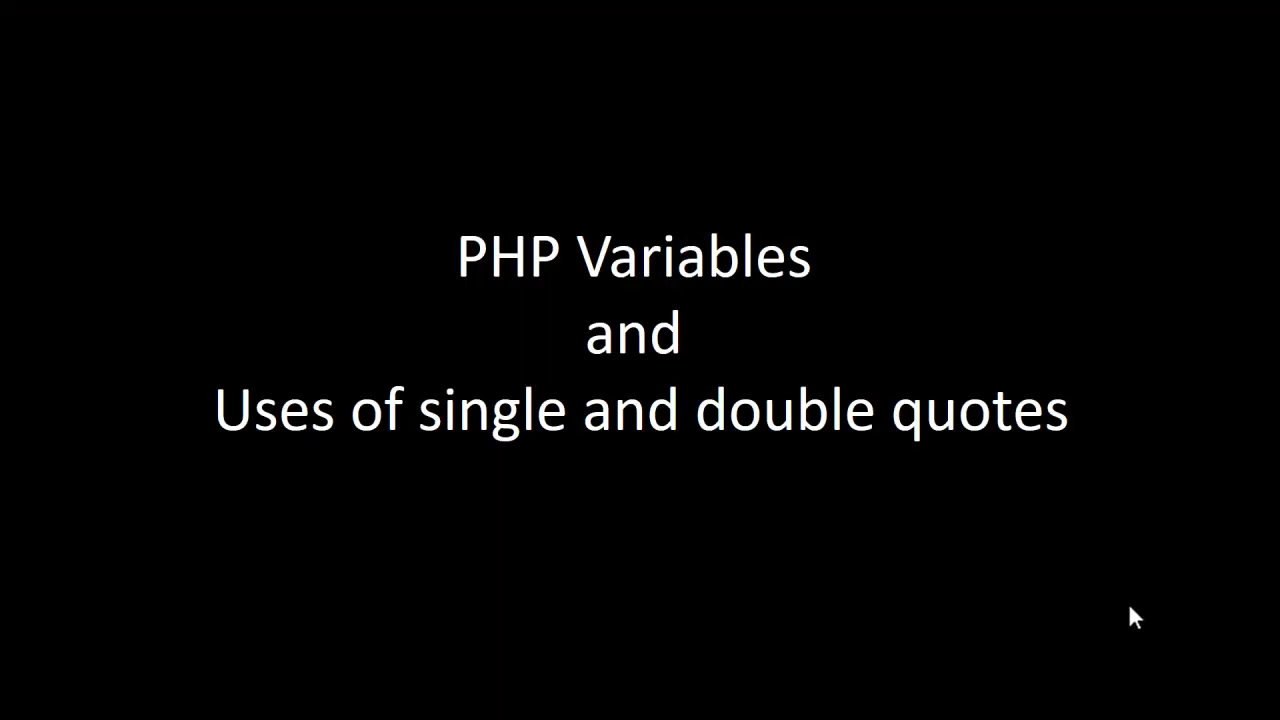 PHP Variables
and
Uses of single and double quotes